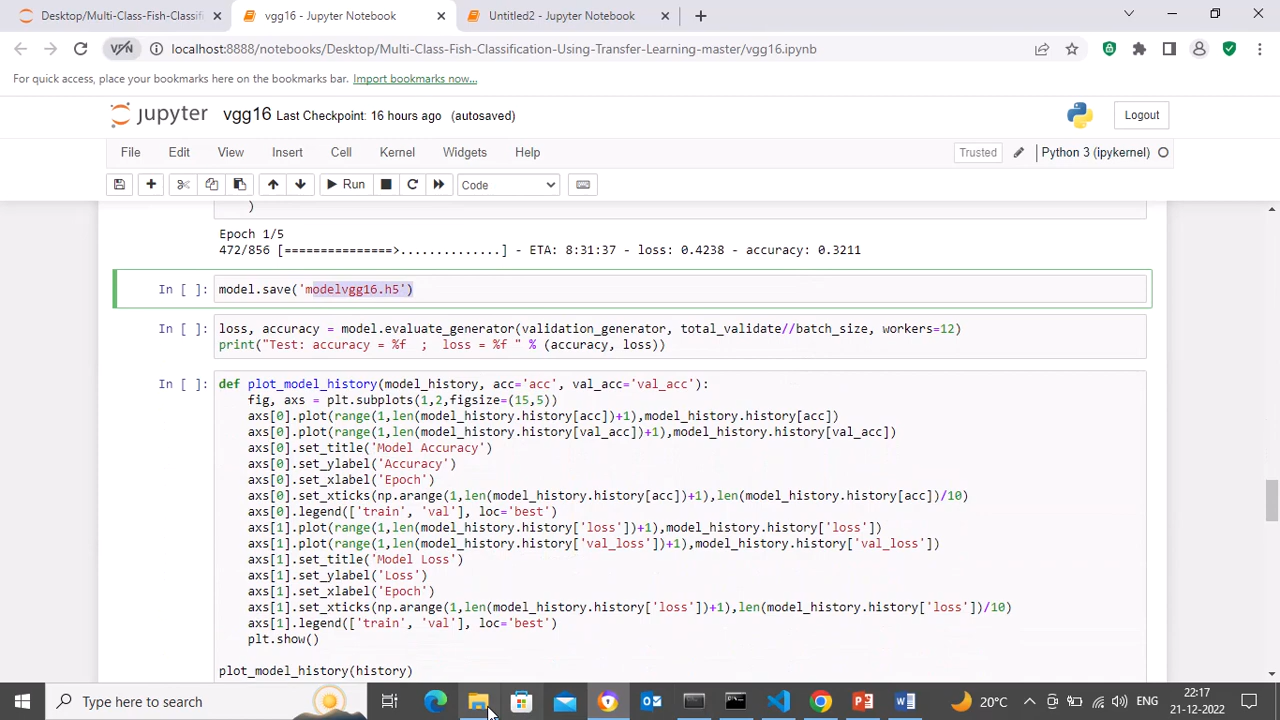 Desktop/Multi-Class-Fish-Classifi
vgg16 - Jupyter Notebook
Untitled2 - Jupyter Notebook
VPN
localhost:8888/notebooks/Desktop/Multi-Class-Fish-Classification-Using-Transfer-Learning-master/vgg16.ipynb
For quick access, place your bookmarks here on the bookmarks bar. Import bookmarks now...
jupyter vgg16 Last Checkpoint: 16 hours ago (autosaved)
Logout
File Edit View Insert Cell Kernel Widgets Help
Trusted
Python 3 (ipykernel)
Run
Code
)
Epoch 1/5
472/856 [===============>..............] - ETA: 8:31:37 - loss: 0.4238 - accuracy: 0.3211
In [ ]: model.save('modelvgg16.h5')
In [ ]: loss, accuracy = model.evaluate_generator(validation_generator, total_validate//batch_size, workers=12)
print("Test: accuracy = %f  ;  loss = %f " % (accuracy, loss))
In [ ]: def plot_model_history(model_history, acc='acc', val_acc='val_acc'):
fig, axs = plt.subplots(1,2,figsize=(15,5))
axs[0].plot(range(1,len(model_history.history[acc])+1),model_history.history[acc])
axs[0].plot(range(1,len(model_history.history[val_acc])+1),model_history.history[val_acc])
axs[0].set_title('Model Accuracy')
axs[0].set_ylabel('Accuracy')
axs[0].set_xlabel('Epoch')
axs[0].set_xticks(np.arange(1,len(model_history.history[acc])+1),len(model_history.history[acc])/10)
axs[0].legend(['train', 'val'], loc='best')
axs[1].plot(range(1,len(model_history.history['loss'])+1),model_history.history['loss'])
axs[1].plot(range(1,len(model_history.history['val_loss'])+1),model_history.history['val_loss'])
axs[1].set_title('Model Loss')
axs[1].set_ylabel('Loss')
axs[1].set_xlabel('Epoch')
axs[1].set_xticks(np.arange(1,len(model_history.history['loss'])+1),len(model_history.history['loss'])/10)
axs[1].legend(['train', 'val'], loc='best')
plt.show()
plot_model_history(history)
Type here to search
20°C
ENG
22:17
21-12-2022